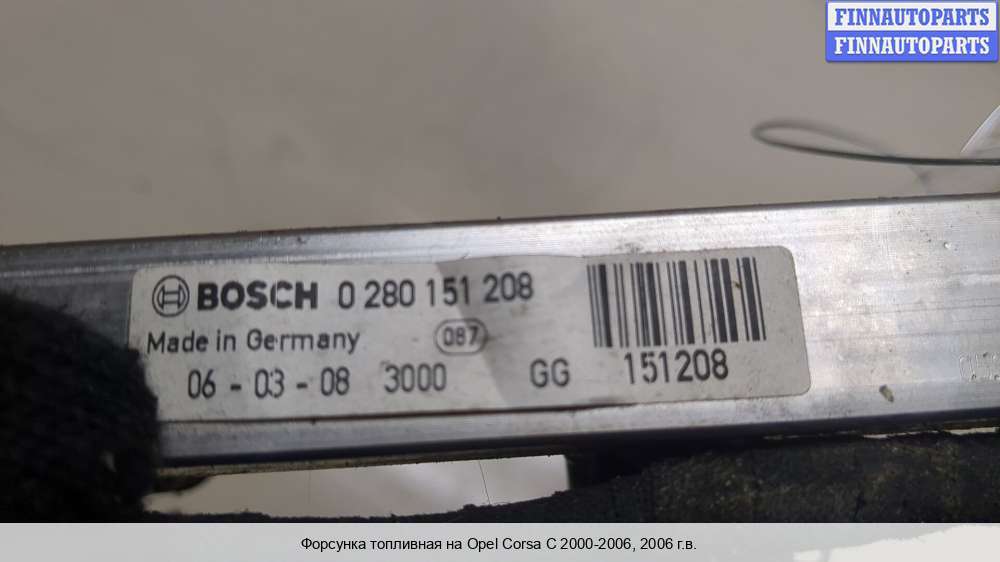 FINNAUTOPARTS
FINNAUTOPARTS
BOSCH 0 280 151 208
Made in Germany 087
06 - 03 - 08 3000 GG 151208
Форсунка топливная на Opel Corsa C 2000-2006, 2006 г.в.